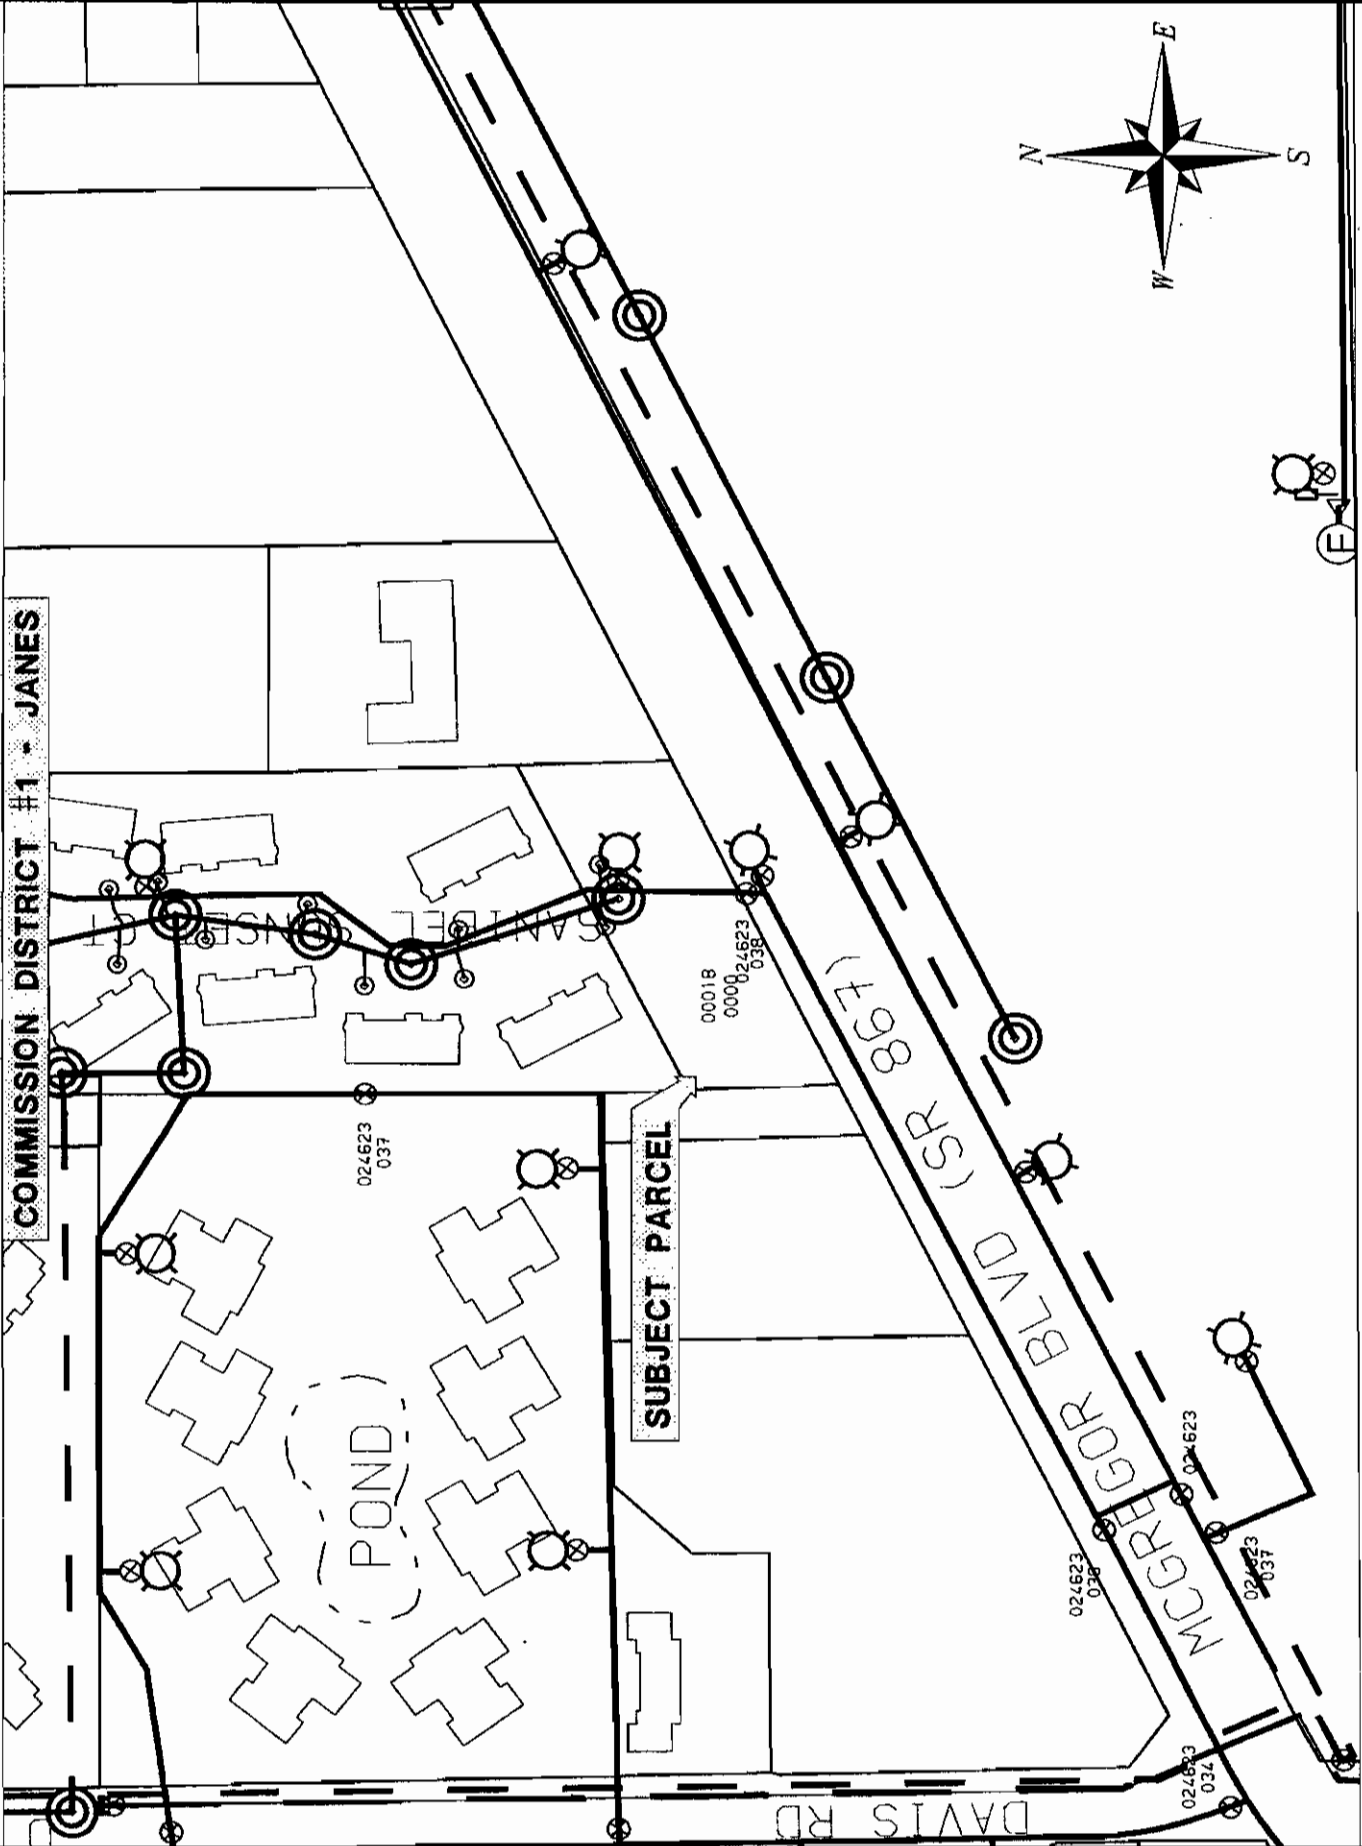 COMMISSION DISTRICT #1 - JANES
N
E
S
W
SANIBEL SUNSET CT
00018
0000
024623
038
024623
037
SUBJECT PARCEL
POND
MCGREGOR BLVD (SR 867)
024623
024623
024623
037
024623
034
DAVIS RD
F